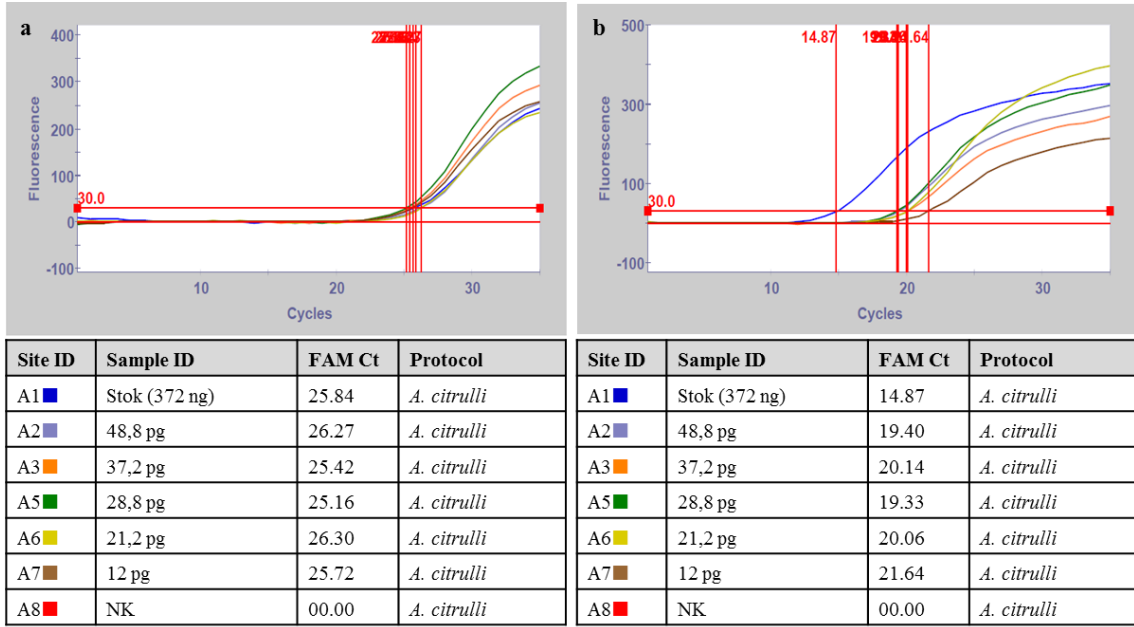 a
400
300
200
100
0
-100
Fluorescence
30.0
10
20
30
Cycles
b
500
300
100
-100
Fluorescence
14.87
30.0
10
20
30
Cycles
Site ID Sample ID FAM Ct Protocol
A1 Stok (372 ng) 25.84 A. citrulli
A2 48,8 pg 26.27 A. citrulli
A3 37,2 pg 25.42 A. citrulli
A5 28,8 pg 25.16 A. citrulli
A6 21,2 pg 26.30 A. citrulli
A7 12 pg 25.72 A. citrulli
A8 NK 00.00 A. citrulli
Site ID Sample ID FAM Ct Protocol
A1 Stok (372 ng) 14.87 A. citrulli
A2 48,8 pg 19.40 A. citrulli
A3 37,2 pg 20.14 A. citrulli
A5 28,8 pg 19.33 A. citrulli
A6 21,2 pg 20.06 A. citrulli
A7 12 pg 21.64 A. citrulli
A8 NK 00.00 A. citrulli